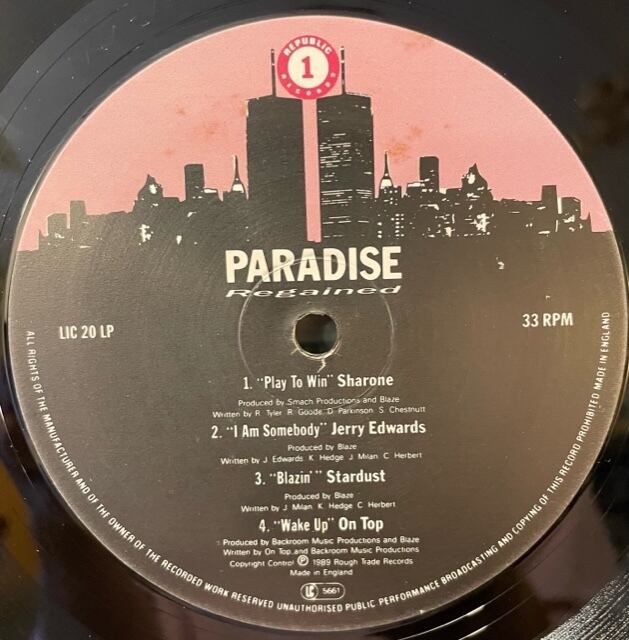 REPUBLIC
1
RECORDS
PARADISE
Regained
LIC 20 LP
33 RPM
1. "Play To Win" Sharone
Produced by Smach Productions and Blaze
Written by R. Tyler R. Goode D. Parkinson S. Chestnutt
2. "I Am Somebody" Jerry Edwards
Produced by Blaze
Written by J. Edwards K. Hedge J. Milan C. Herbert
3. "Blazin'" Stardust
Produced by Blaze
Written by J. Milan K. Hedge C. Herbert
4. "Wake Up" On Top
Produced by Backroom Music Productions and Blaze
Written by On Top and Backroom Music Productions
Copyright Control ℗ 1989 Rough Trade Records
Made in England
LC 5661
ALL RIGHTS OF THE MANUFACTURER AND OF THE OWNER OF THE RECORDED WORK RESERVED UNAUTHORISED PUBLIC PERFORMANCE BROADCASTING AND COPYING OF THIS RECORD PROHIBITED MADE IN ENGLAND